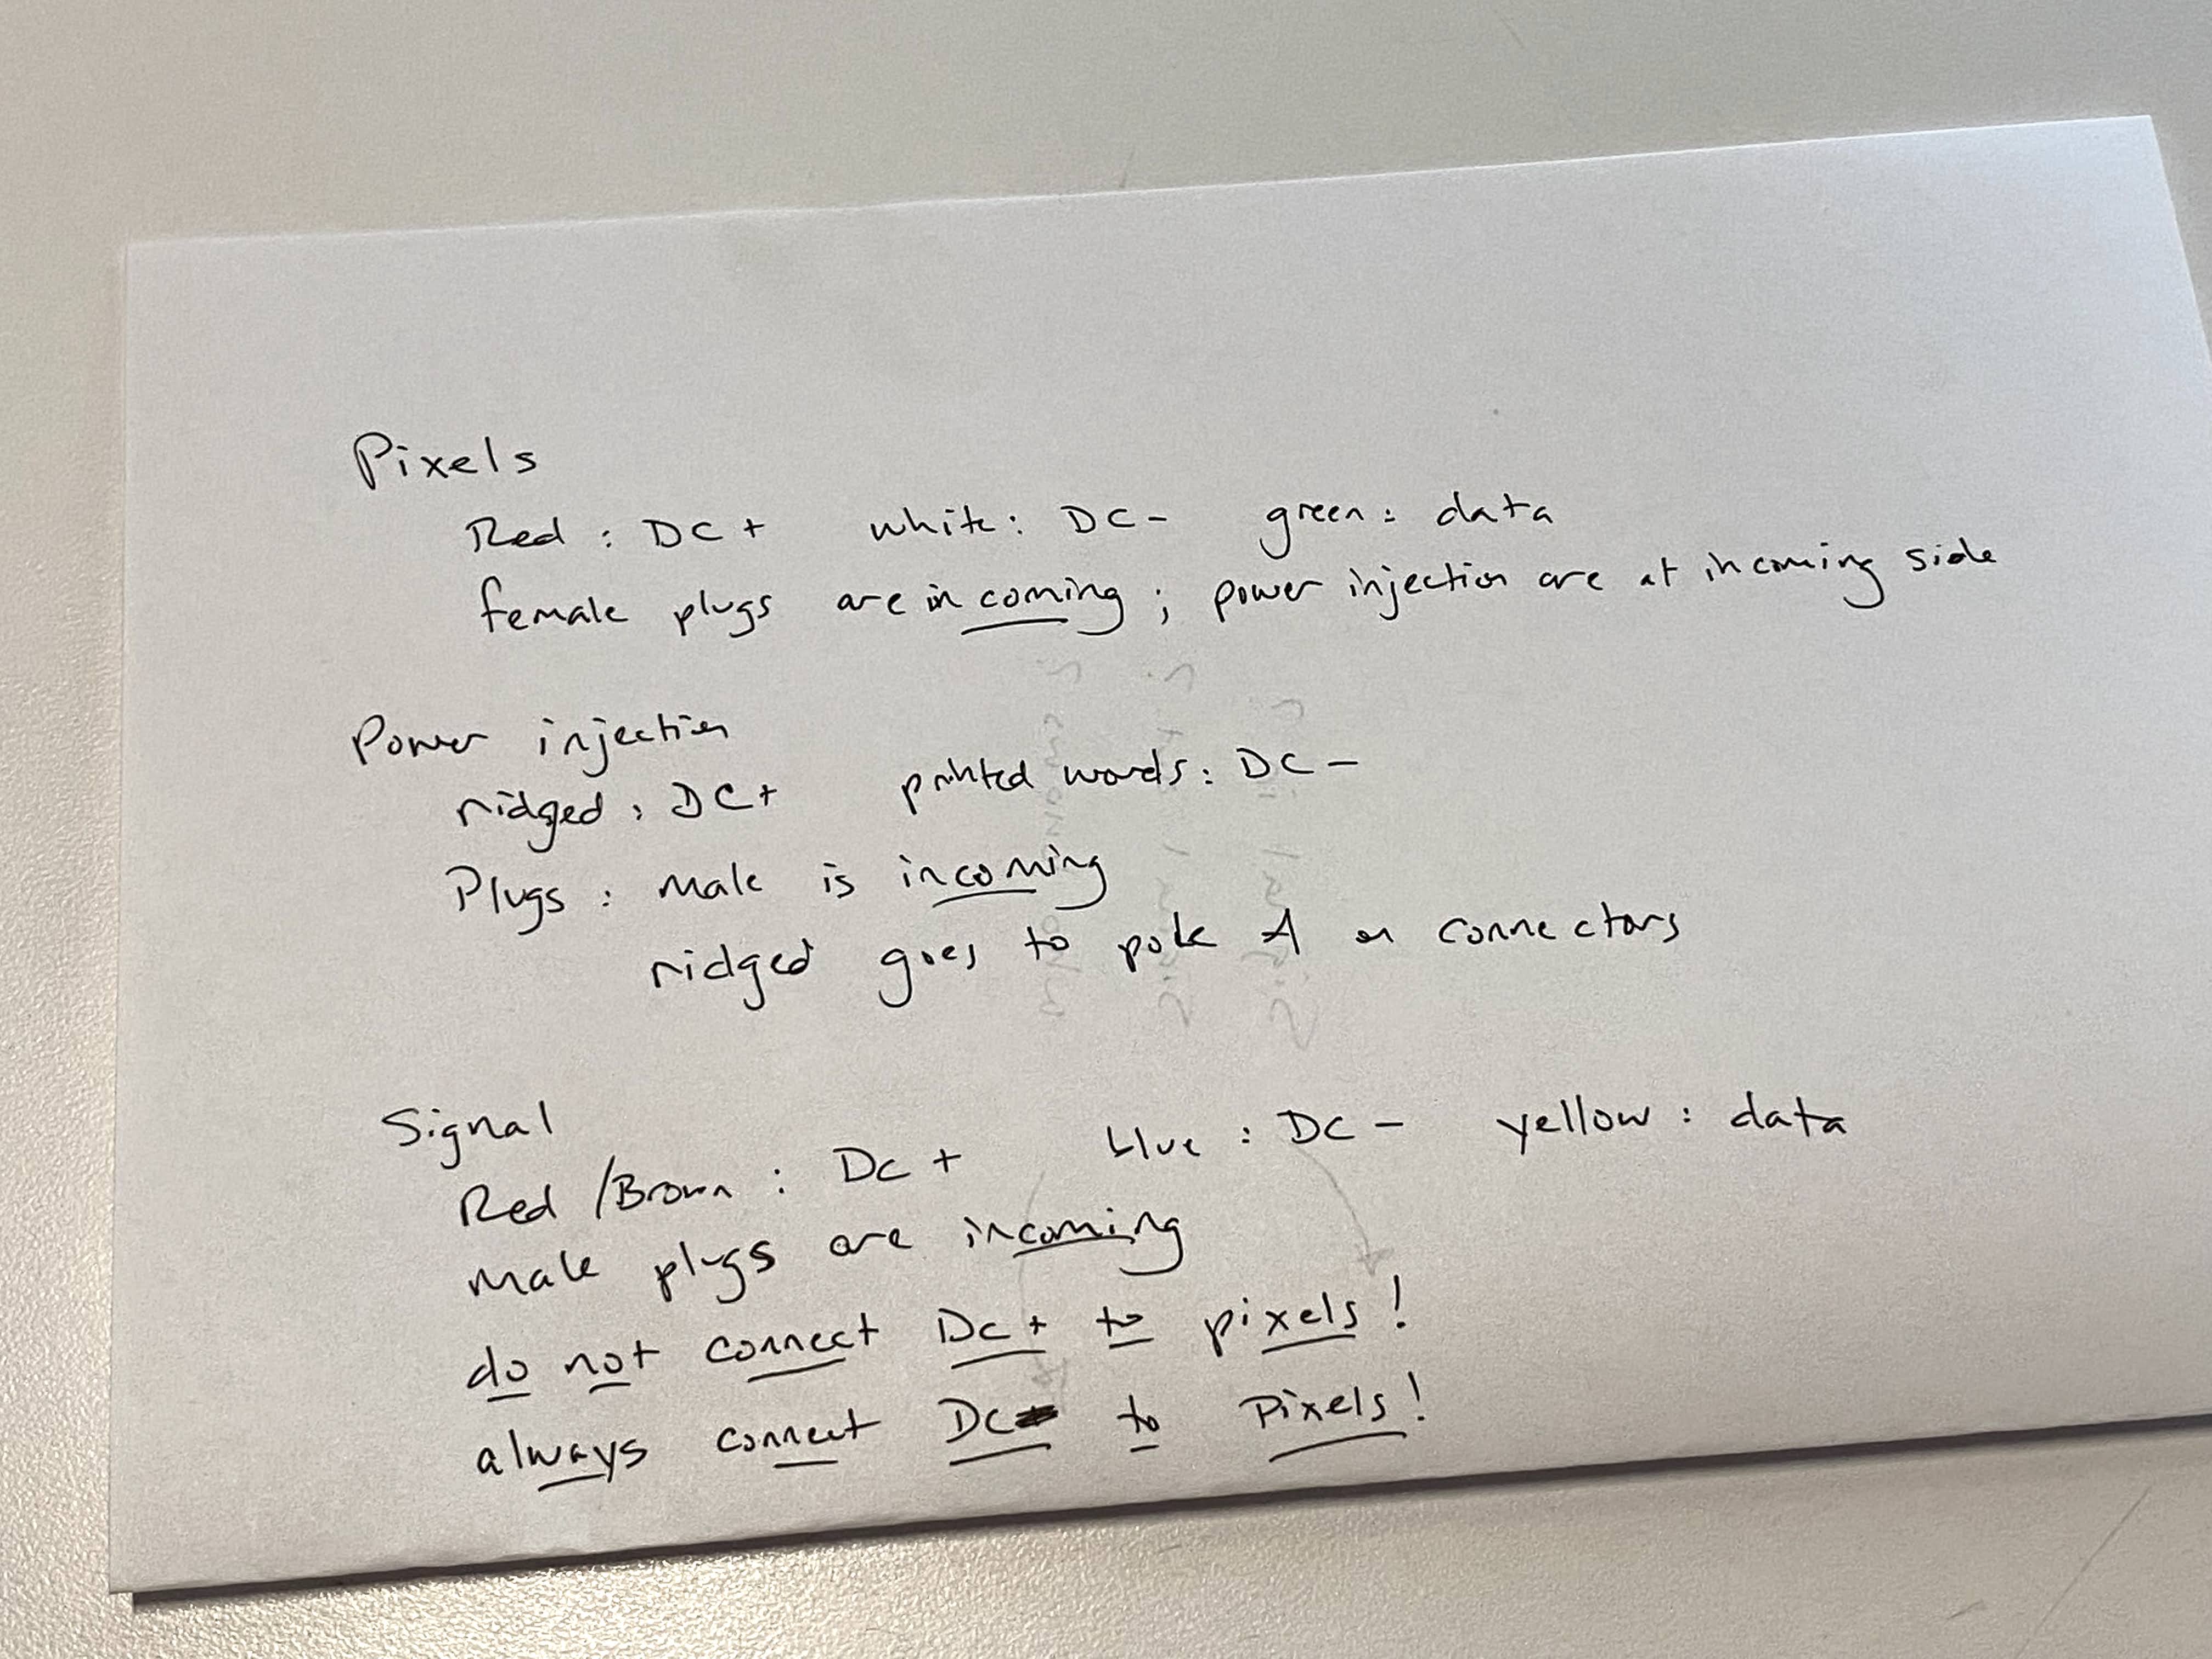 Pixels
Red : DC + white : DC - green : data
female plugs are incoming ; power injection are at incoming side
Power injection
ridged : DC+ printed words : DC -
Plugs : male is incoming
ridged goes to pole A on connectors
Signal
Red /Brown : DC + blue : DC - yellow : data
male plugs are incoming
do not connect DC+ to pixels!
always connect DC- to Pixels!